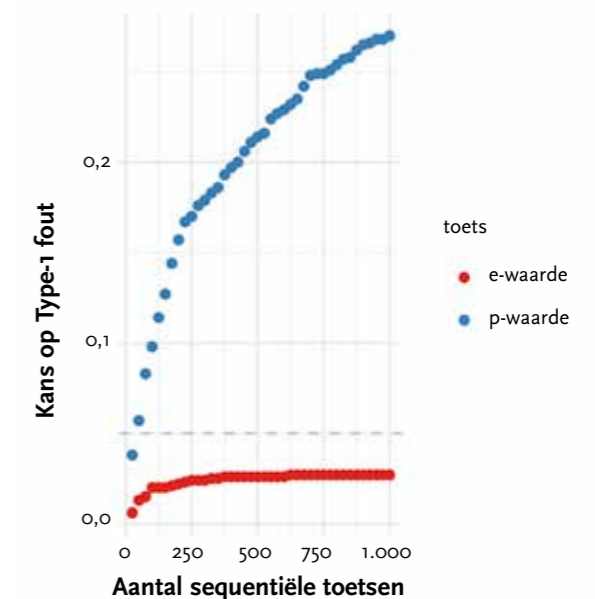 0,2
0,1
0,0
Kans op Type-1 fout
0 250 500 750 1.000
Aantal sequentiële toetsen
toets
e-waarde
p-waarde